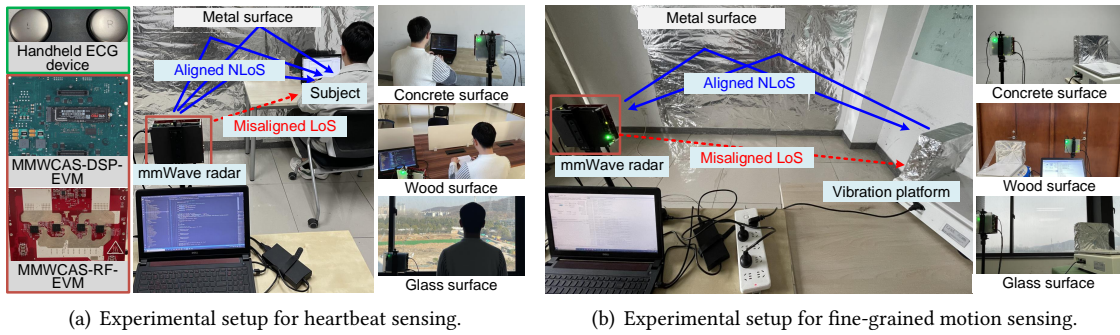 Handheld ECG
device
MMWCAS-DSP-
EVM
MMWCAS-RF-
EVM
Metal surface
Aligned NLoS
Subject
Misaligned LoS
mmWave radar
Concrete surface
Wood surface
Glass surface
(a) Experimental setup for heartbeat sensing.
Metal surface
Aligned NLoS
mmWave radar
Misaligned LoS
Vibration platform
Concrete surface
Wood surface
Glass surface
(b) Experimental setup for fine-grained motion sensing.